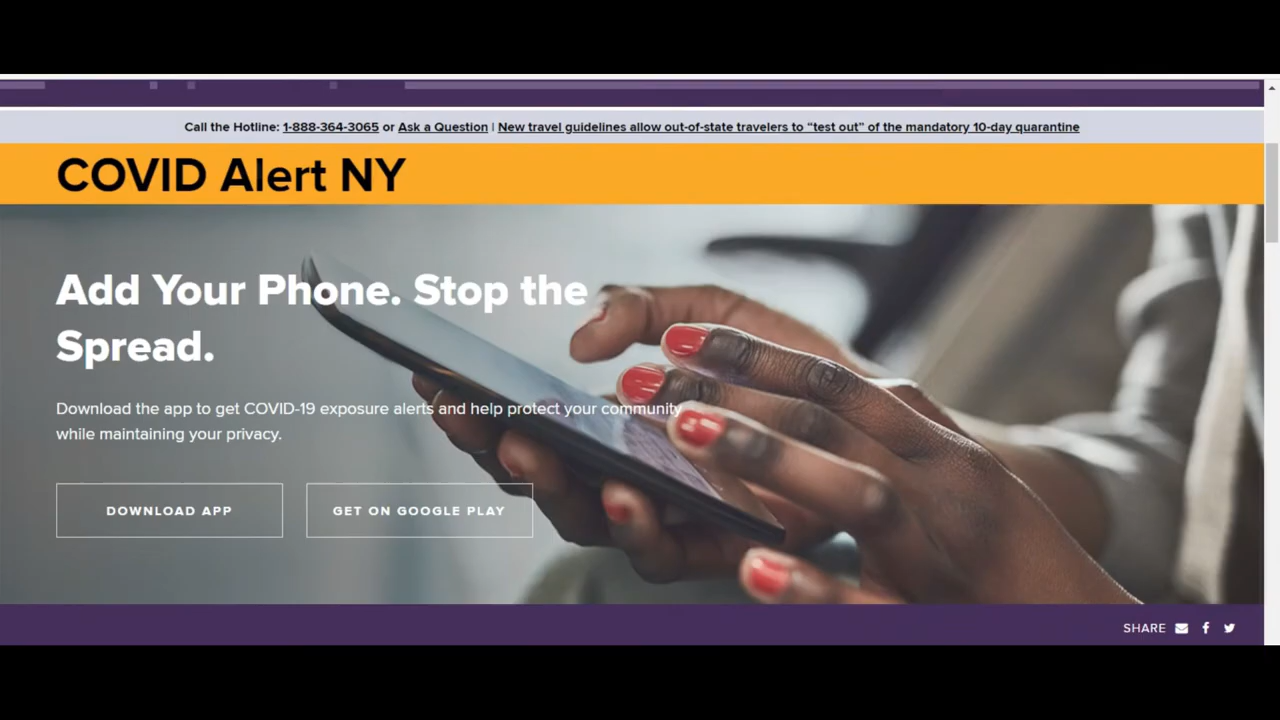 Call the Hotline: 1-888-364-3065 or Ask a Question | New travel guidelines allow out-of-state travelers to “test out” of the mandatory 10-day quarantine
COVID Alert NY
Add Your Phone. Stop the
Spread.
Download the app to get COVID-19 exposure alerts and help protect your community
while maintaining your privacy.
DOWNLOAD APP
GET ON GOOGLE PLAY
SHARE